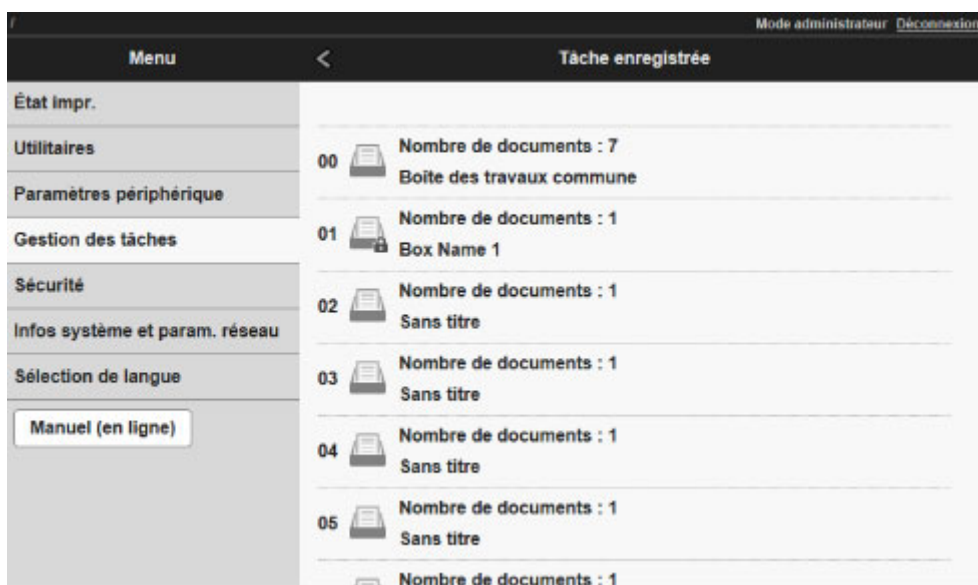 Mode administrateur Déconnexion
Menu
<
Tâche enregistrée
État impr.
Utilitaires
Paramètres périphérique
Gestion des tâches
Sécurité
Infos système et param. réseau
Sélection de langue
Manuel (en ligne)
00
Nombre de documents : 7
Boîte des travaux commune
01
Nombre de documents : 1
Box Name 1
02
Nombre de documents : 1
Sans titre
03
Nombre de documents : 1
Sans titre
04
Nombre de documents : 1
Sans titre
05
Nombre de documents : 1
Sans titre
Nombre de documents : 1